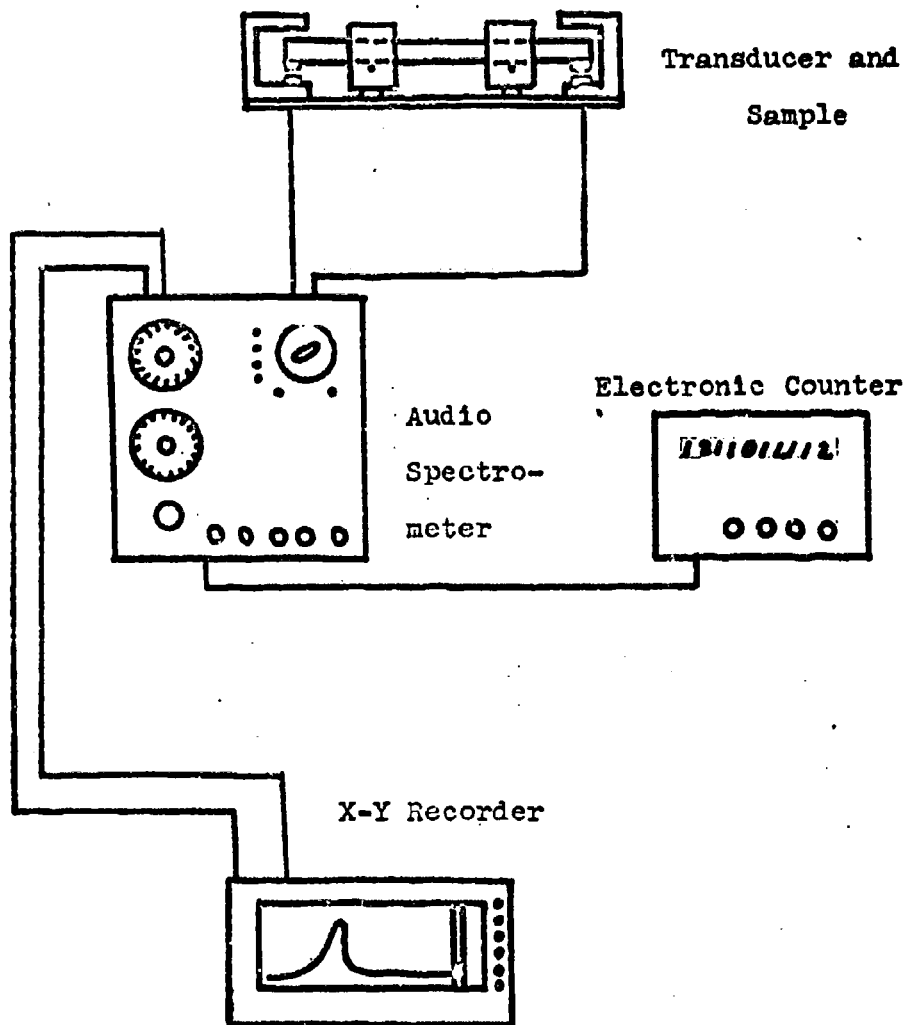 Transducer and
Sample
Electronic Counter
Audio
Spectro-
meter
X-Y Recorder